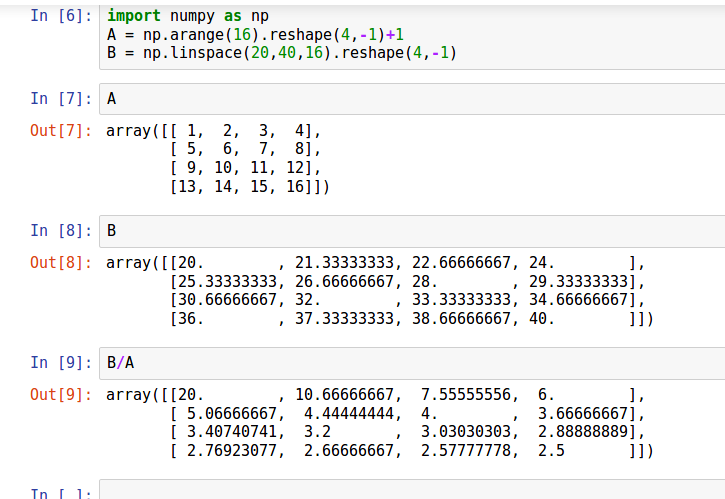 In [6]: import numpy as np
A = np.arange(16).reshape(4,-1)+1
B = np.linspace(20,40,16).reshape(4,-1)
In [7]: A
Out[7]: array([[ 1,  2,  3,  4],
       [ 5,  6,  7,  8],
       [ 9, 10, 11, 12],
       [13, 14, 15, 16]])
In [8]: B
Out[8]: array([[20.        , 21.33333333, 22.66666667, 24.        ],
       [25.33333333, 26.66666667, 28.        , 29.33333333],
       [30.66666667, 32.        , 33.33333333, 34.66666667],
       [36.        , 37.33333333, 38.66666667, 40.        ]])
In [9]: B/A
Out[9]: array([[20.        , 10.66666667,  7.55555556,  6.        ],
       [ 5.06666667,  4.44444444,  4.        ,  3.66666667],
       [ 3.40740741,  3.2       ,  3.03030303,  2.88888889],
       [ 2.76923077,  2.66666667,  2.57777778,  2.5       ]])
In [ ]: